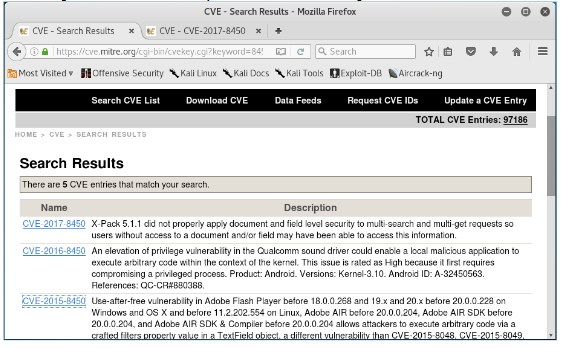 CVE - Search Results - Mozilla Firefox
CVE - Search Results × CVE - CVE-2017-8450 × +
https://cve.mitre.org/cgi-bin/cvekey.cgi?keyword=84! Search
Most Visited Offensive Security Kali Linux Kali Docs Kali Tools Exploit-DB Aircrack-ng
Search CVE List Download CVE Data Feeds Request CVE IDs Update a CVE Entry
TOTAL CVE Entries: 97186
HOME > CVE > SEARCH RESULTS
Search Results
There are 5 CVE entries that match your search.
Name Description
CVE-2017-8450 X-Pack 5.1.1 did not properly apply document and field level security to multi-search and multi-get requests so
users without access to a document and/or field may have been able to access this information.
CVE-2016-8450 An elevation of privilege vulnerability in the Qualcomm sound driver could enable a local malicious application to
execute arbitrary code within the context of the kernel. This issue is rated as High because it first requires
compromising a privileged process. Product: Android. Versions: Kernel-3.10. Android ID: A-32450563.
References: QC-CR#880388.
CVE-2015-8450 Use-after-free vulnerability in Adobe Flash Player before 18.0.0.268 and 19.x and 20.x before 20.0.0.228 on
Windows and OS X and before 11.2.202.554 on Linux, Adobe AIR before 20.0.0.204, Adobe AIR SDK before
20.0.0.204, and Adobe AIR SDK & Compiler before 20.0.0.204 allows attackers to execute arbitrary code via a
crafted filters property value in a TextField object, a different vulnerability than CVE-2015-8048, CVE-2015-8049,